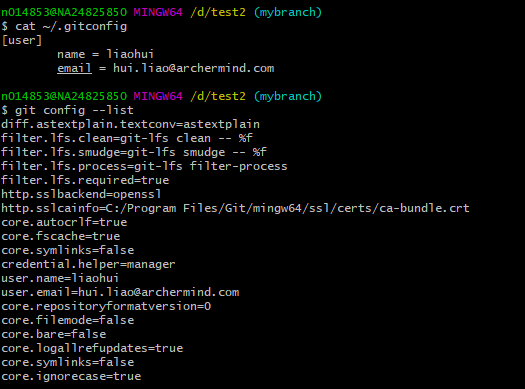 n014853@NA24825850 MINGW64 /d/test2 (mybranch)
$ cat ~/.gitconfig
[user]
name = liaohui
email = hui.liao@archermind.com
n014853@NA24825850 MINGW64 /d/test2 (mybranch)
$ git config --list
diff.astextplain.textconv=astextplain
filter.lfs.clean=git-lfs clean -- %f
filter.lfs.smudge=git-lfs smudge -- %f
filter.lfs.process=git-lfs filter-process
filter.lfs.required=true
http.sslbackend=openssl
http.sslcainfo=C:/Program Files/Git/mingw64/ssl/certs/ca-bundle.crt
core.autocrlf=true
core.fscache=true
core.symlinks=false
credential.helper=manager
user.name=liaohui
user.email=hui.liao@archermind.com
core.repositoryformatversion=0
core.filemode=false
core.bare=false
core.logallrefupdates=true
core.symlinks=false
core.ignorecase=true